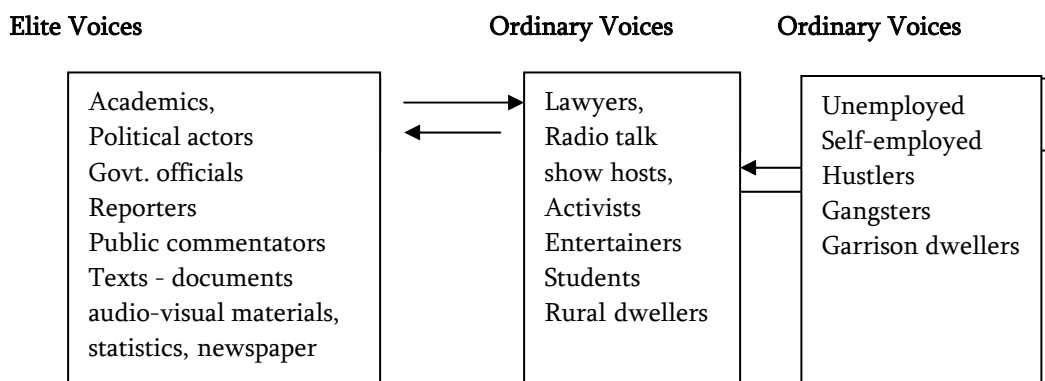 Elite Voices
Ordinary Voices
Ordinary Voices
Academics,
Political actors
Govt. officials
Reporters
Public commentators
Texts - documents
audio-visual materials,
statistics, newspaper
Lawyers,
Radio talk
show hosts,
Activists
Entertainers
Students
Rural dwellers
Unemployed
Self-employed
Hustlers
Gangsters
Garrison dwellers